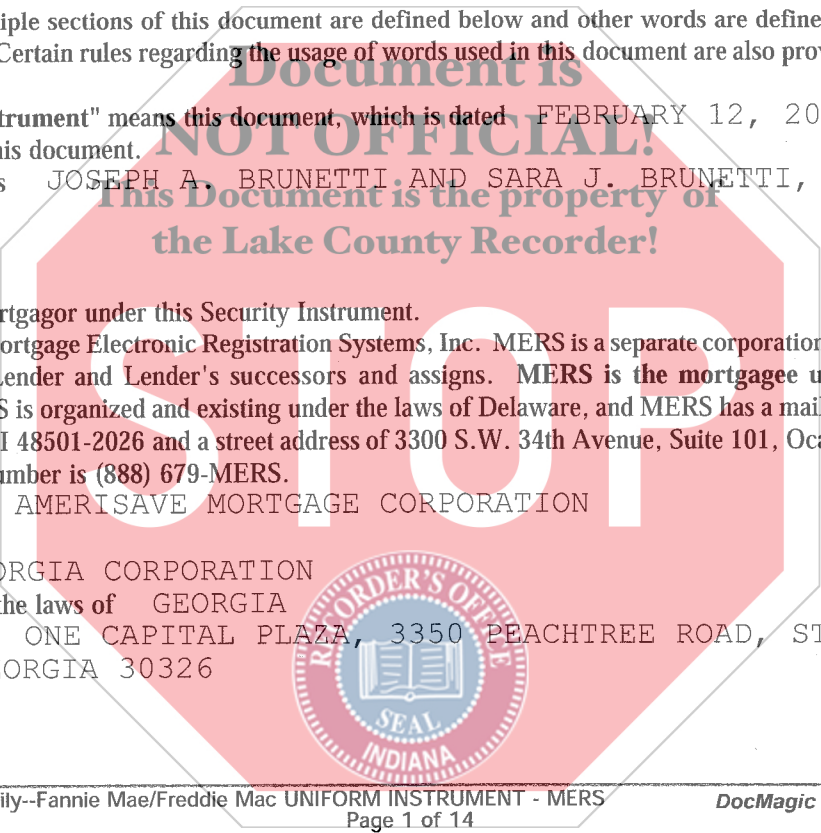 iple sections of this document are defined below and other words are define
Certain rules regarding the usage of words used in this document are also prov
Document is
trument" means this document, which is dated FEBRUARY 12, 20
NOT OFFICIAL!
his document.
s JOSEPH A. BRUNETTI AND SARA J. BRUNETTI,
This Document is the property of
the Lake County Recorder!
rtgagor under this Security Instrument.
STOP
ortgage Electronic Registration Systems, Inc. MERS is a separate corporation
Lender and Lender's successors and assigns. MERS is the mortgagee u
S is organized and existing under the laws of Delaware, and MERS has a mail
I 48501-2026 and a street address of 3300 S.W. 34th Avenue, Suite 101, Oca
umber is (888) 679-MERS.
AMERISAVE MORTGAGE CORPORATION
ORGIA CORPORATION
the laws of GEORGIA
ONE CAPITAL PLAZA, 3350 PEACHTREE ROAD, ST
ORGIA 30326
RECORDER'S OFFICE
SEAL
INDIANA
ily--Fannie Mae/Freddie Mac UNIFORM INSTRUMENT - MERS
DocMagic
Page 1 of 14